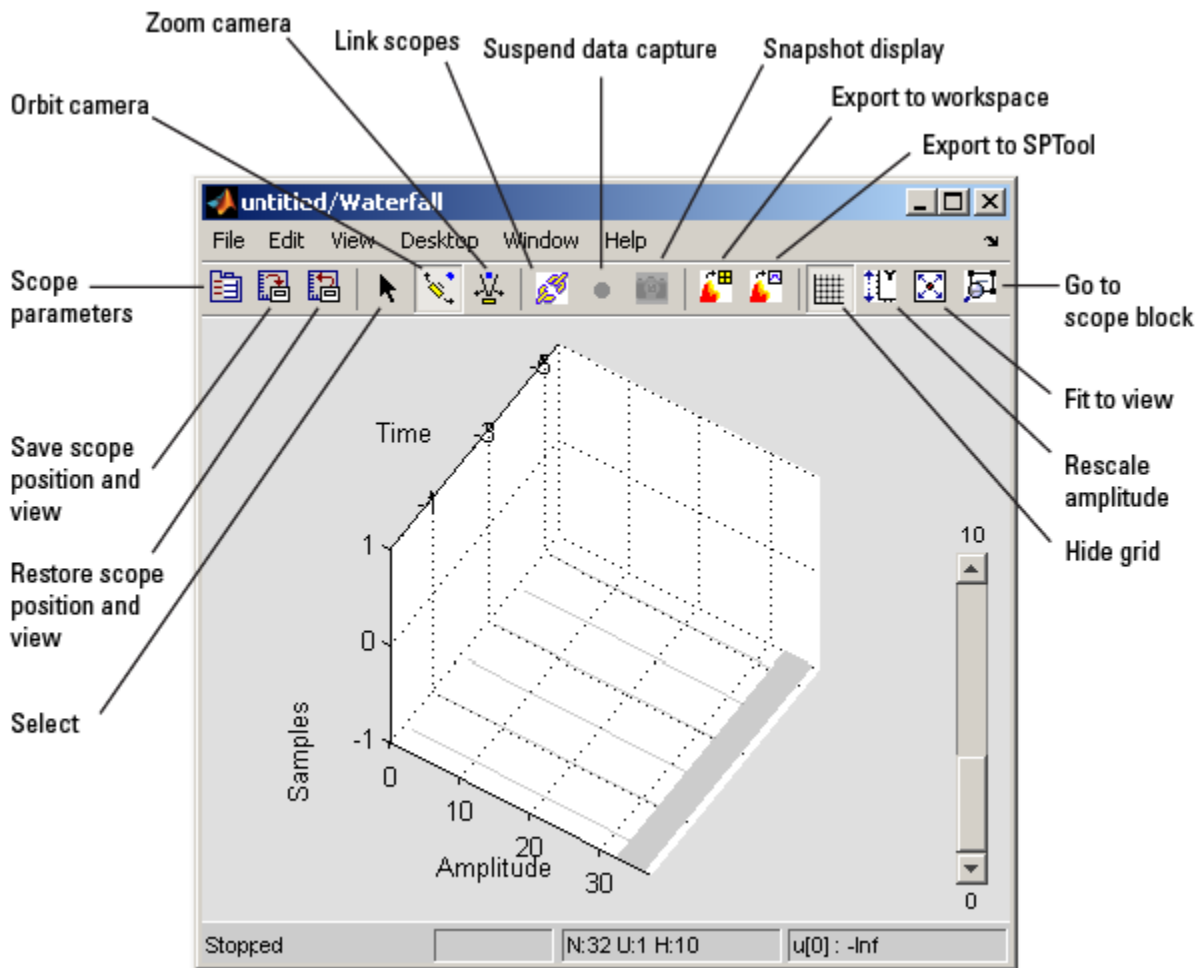 Zoom camera
Link scopes
Suspend data capture
Snapshot display
Orbit camera
Export to workspace
Export to SPTool
untitled/Waterfall
File Edit View Desktop Window Help
Scope
parameters
Go to
scope block
Save scope
position and
view
Fit to view
Rescale
amplitude
Hide grid
Restore scope
position and
view
Select
Time
-5
-3
-1
1
0
-1
Samples
0
10
20
30
Amplitude
10
0
Stopped
N:32 U:1 H:10
u[0] : -Inf